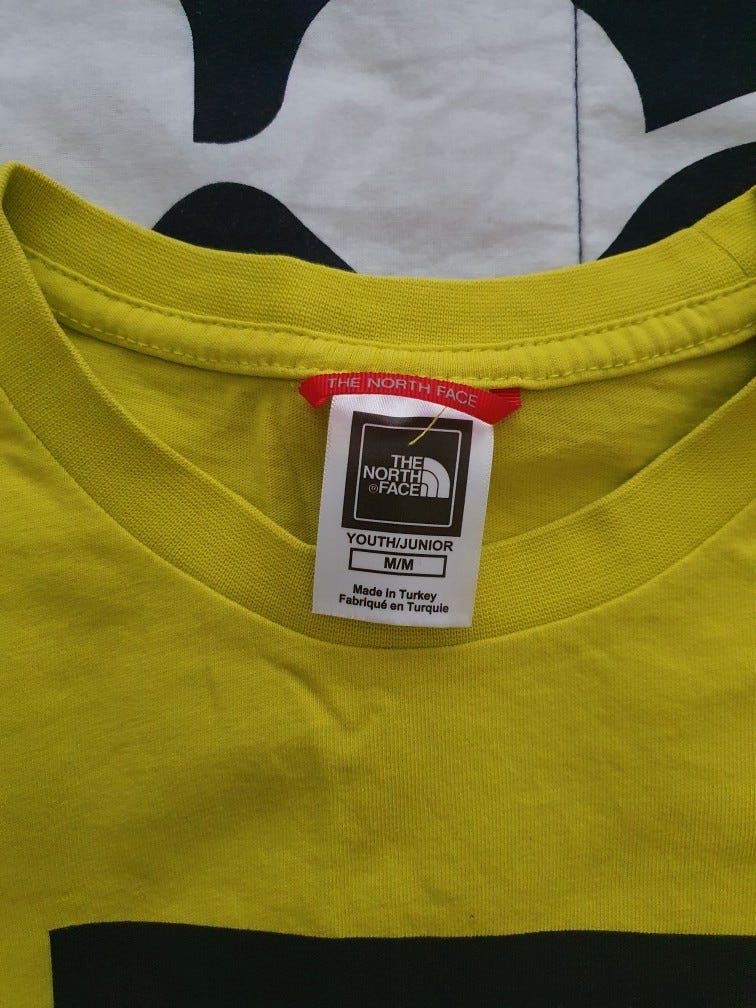 THE NORTH FACE
THE
NORTH
®FACE
YOUTH/JUNIOR
M/M
Made in Turkey
Fabriqué en Turquie